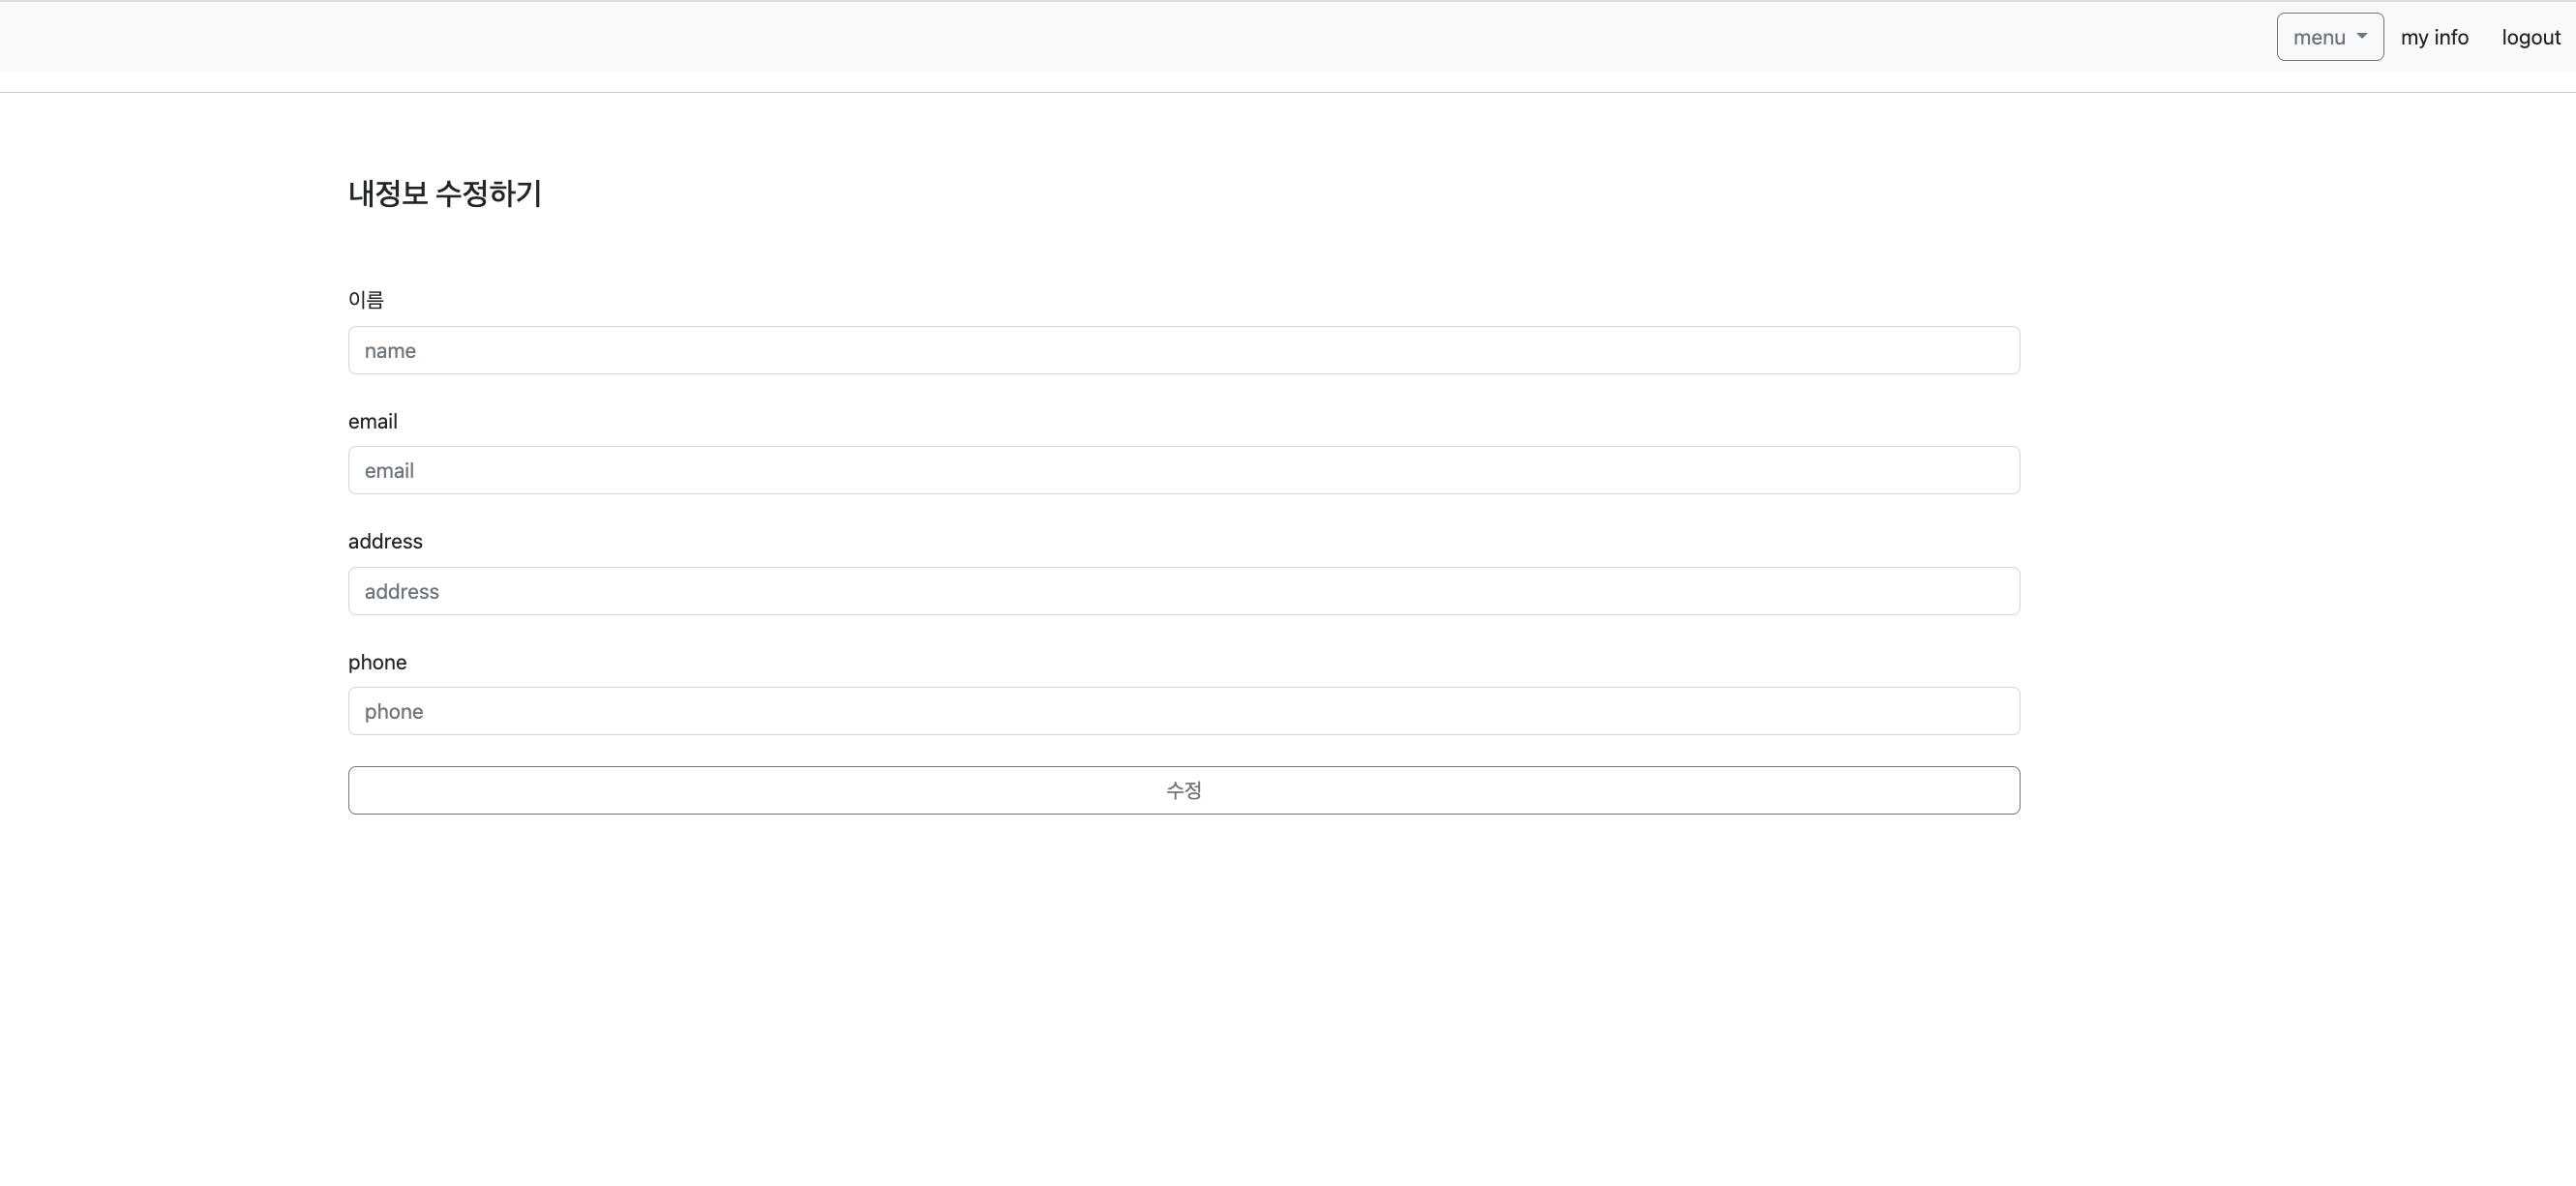 menu my info logout
내정보 수정하기
이름
name
email
email
address
address
phone
phone
수정